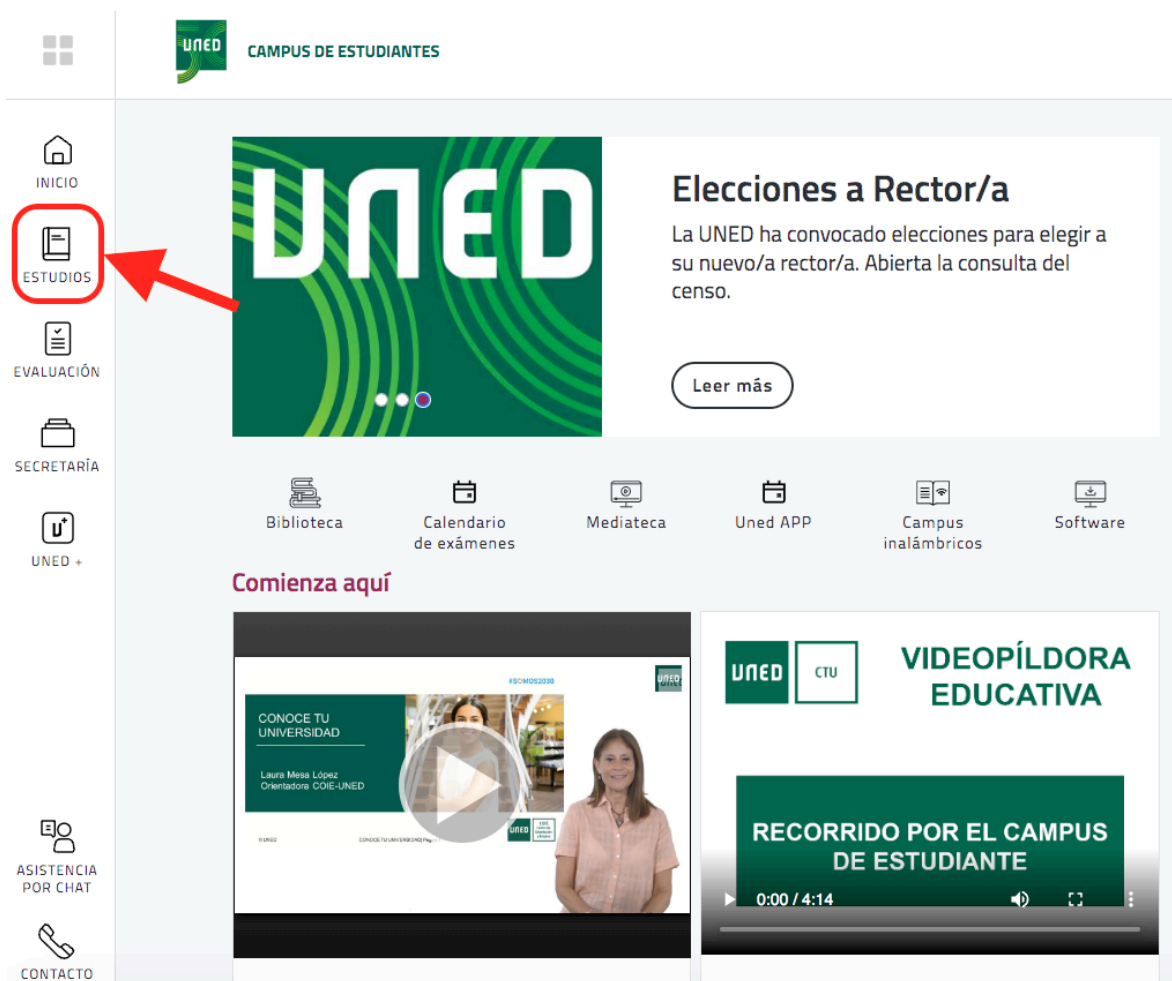 UNED
CAMPUS DE ESTUDIANTES
INICIO
ESTUDIOS
EVALUACIÓN
SECRETARÍA
UNED +
ASISTENCIA
POR CHAT
CONTACTO
UNED
Elecciones a Rector/a
La UNED ha convocado elecciones para elegir a
su nuevo/a rector/a. Abierta la consulta del
censo.
Leer más
Biblioteca
Calendario
de exámenes
Mediateca
Uned APP
Campus
inalámbricos
Software
Comienza aquí
#SOMOS2030
UNED
CONOCE TU
UNIVERSIDAD
Laura Mesa López
Orientadora COIE-UNED
UNED
UNED
CTU
VIDEOPÍLDORA
EDUCATIVA
RECORRIDO POR EL CAMPUS
DE ESTUDIANTE
0:00 / 4:14